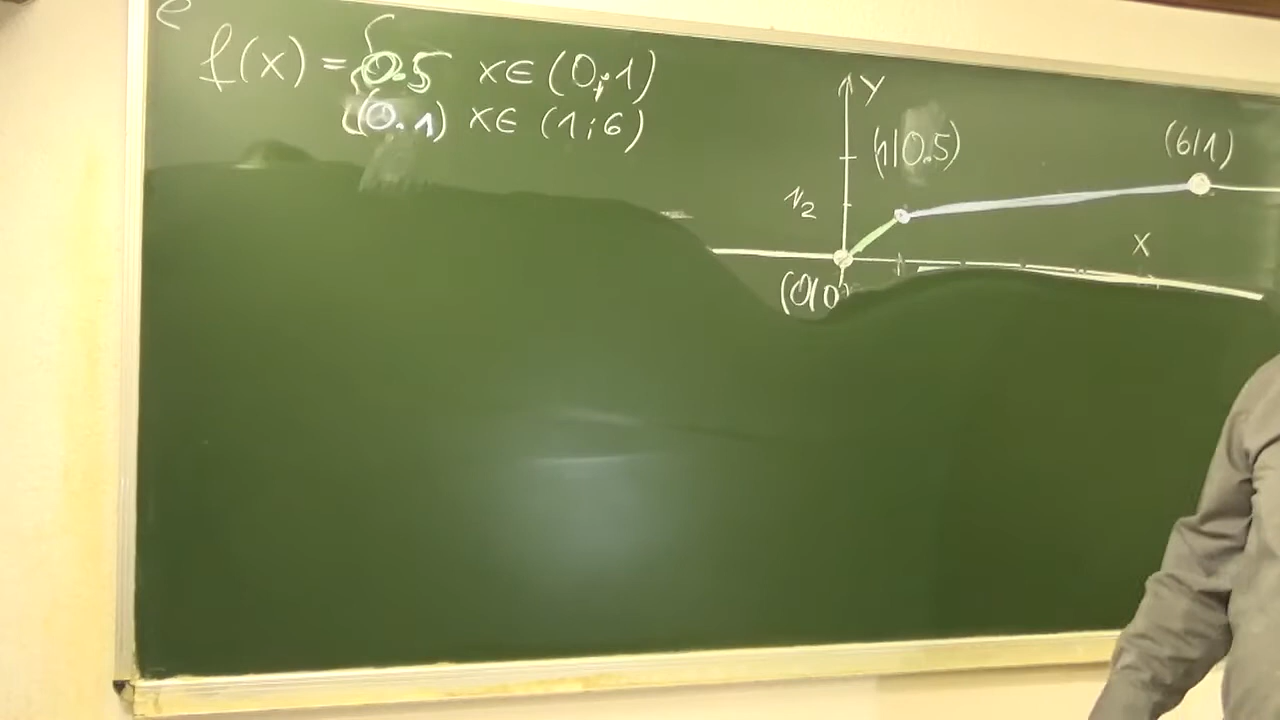 e
f(x) = { 0.5 x∈ (0;1)
(0.1) x∈ (1;6)
Y
(1|0.5)
(6|1)
1/2
X
(0|0)